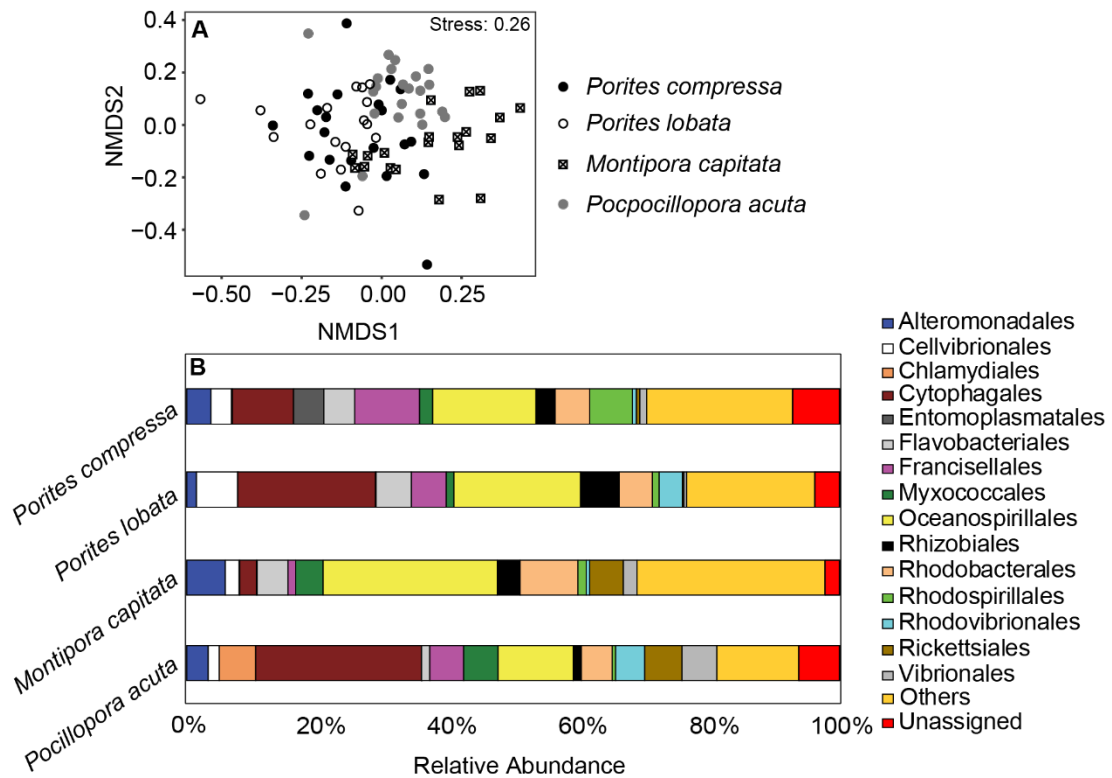 A
Stress: 0.26
0.4
0.2
0.0
−0.2
−0.4
NMDS2
−0.50
−0.25
0.00
0.25
NMDS1
Porites compressa
Porites lobata
Montipora capitata
Pocpocillopora acuta
B
Porites compressa
Porites lobata
Montipora capitata
Pocillopora acuta
0%
20%
40%
60%
80%
100%
Relative Abundance
Alteromonadales
Cellvibrionales
Chlamydiales
Cytophagales
Entomoplasmatales
Flavobacteriales
Francisellales
Myxococcales
Oceanospirillales
Rhizobiales
Rhodobacterales
Rhodospirillales
Rhodovibrionales
Rickettsiales
Vibrionales
Others
Unassigned